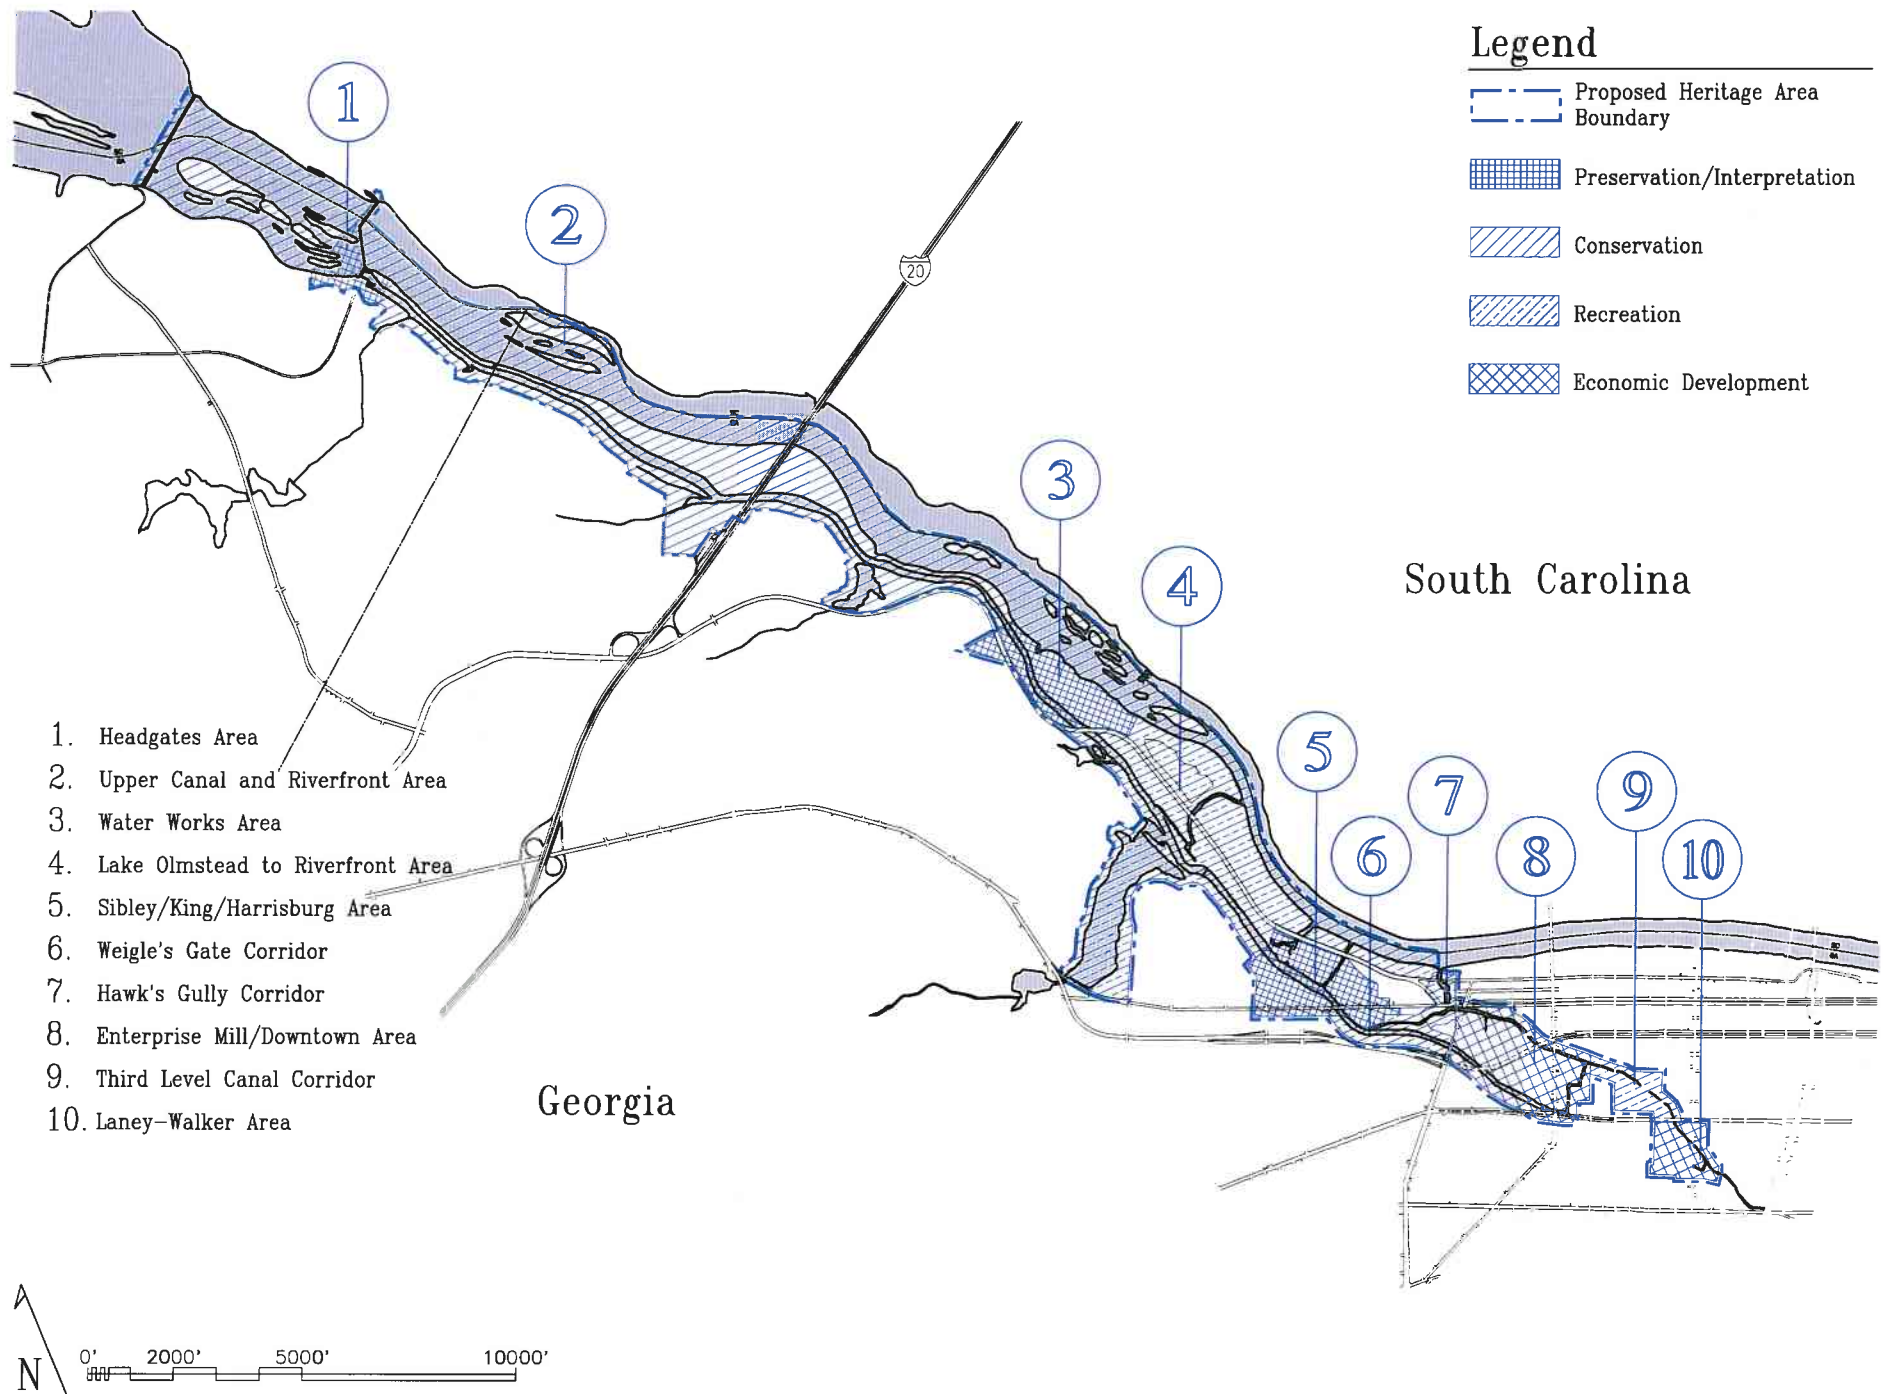 Legend
Proposed Heritage Area
Boundary
Preservation/Interpretation
Conservation
Recreation
Economic Development
1
2
20
3
4
South Carolina
5
6
7
8
9
10
1. Headgates Area
2. Upper Canal and Riverfront Area
3. Water Works Area
4. Lake Olmstead to Riverfront Area
5. Sibley/King/Harrisburg Area
6. Weigle's Gate Corridor
7. Hawk's Gully Corridor
8. Enterprise Mill/Downtown Area
9. Third Level Canal Corridor
10. Laney-Walker Area
Georgia
N
0' 2000' 5000' 10000'